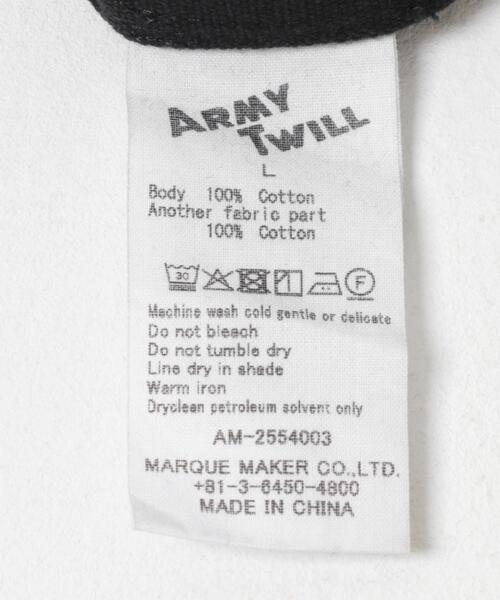 ARMY
TWILL
L
Body 100% Cotton
Another fabric part
100% Cotton
30 F
Machine wash cold gentle or delicate
Do not bleach
Do not tumble dry
Line dry in shade
Warm iron
Dryclean petroleum solvent only
AM-2554003
MARQUE MAKER CO.,LTD.
+81-3-6450-4800
MADE IN CHINA